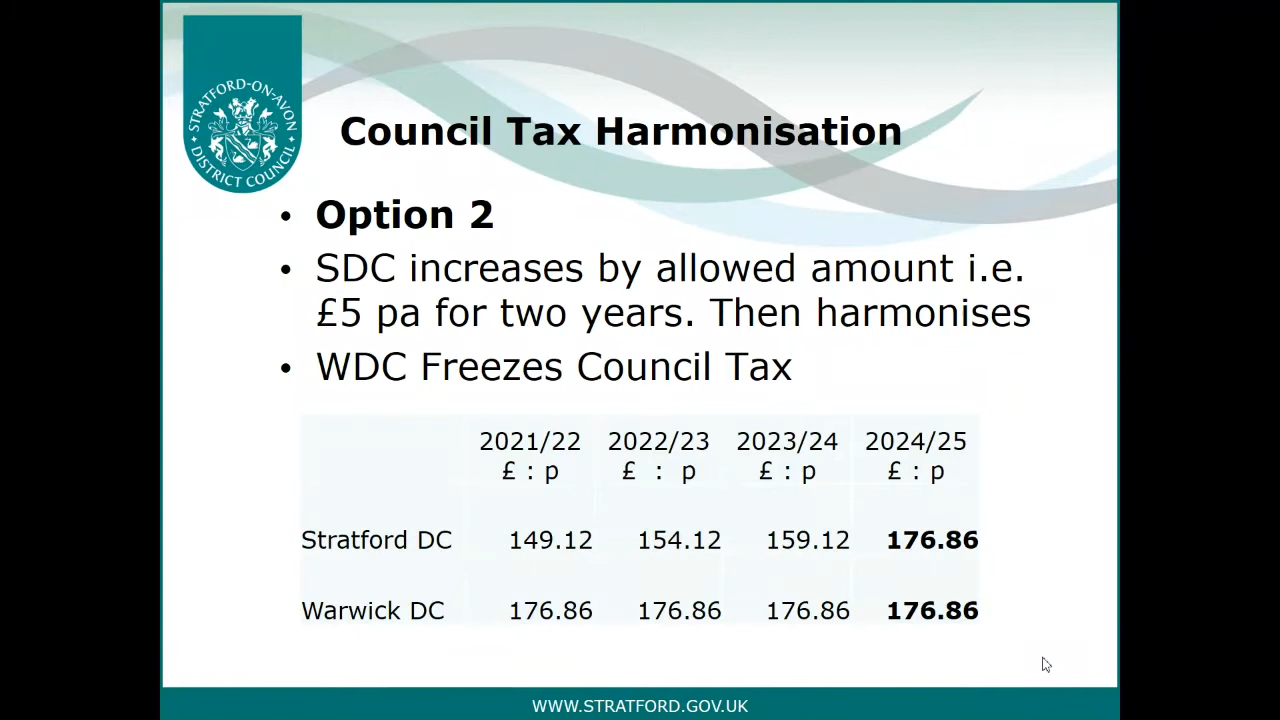 STRATFORD-ON-AVON
DISTRICT COUNCIL
Council Tax Harmonisation
• Option 2
• SDC increases by allowed amount i.e.
£5 pa for two years. Then harmonises
• WDC Freezes Council Tax
2021/22 2022/23 2023/24 2024/25
£ : p £ : p £ : p £ : p
Stratford DC 149.12 154.12 159.12 176.86
Warwick DC 176.86 176.86 176.86 176.86
WWW.STRATFORD.GOV.UK